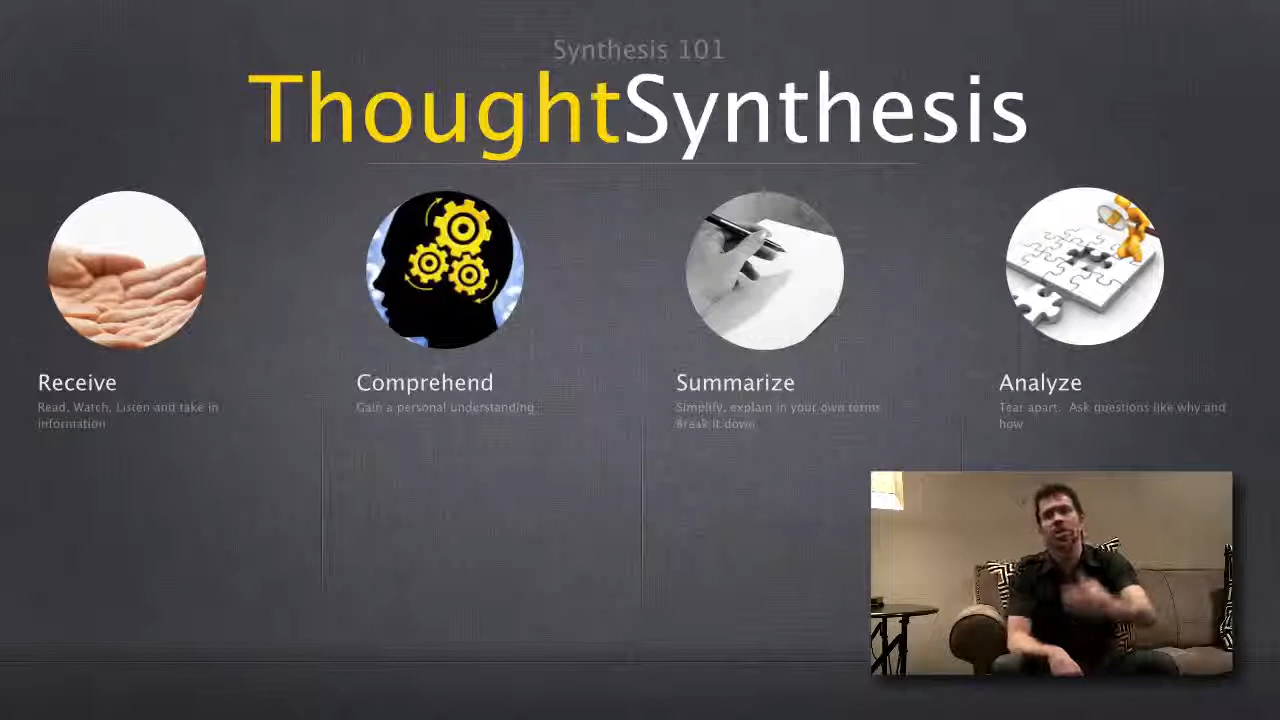 Synthesis 101
ThoughtSynthesis
Receive
Read, Watch, Listen and take in
information
Comprehend
Gain a personal understanding
Summarize
Simplify, explain in your own terms
Break it down
Analyze
Tear apart.  Ask questions like why and
how